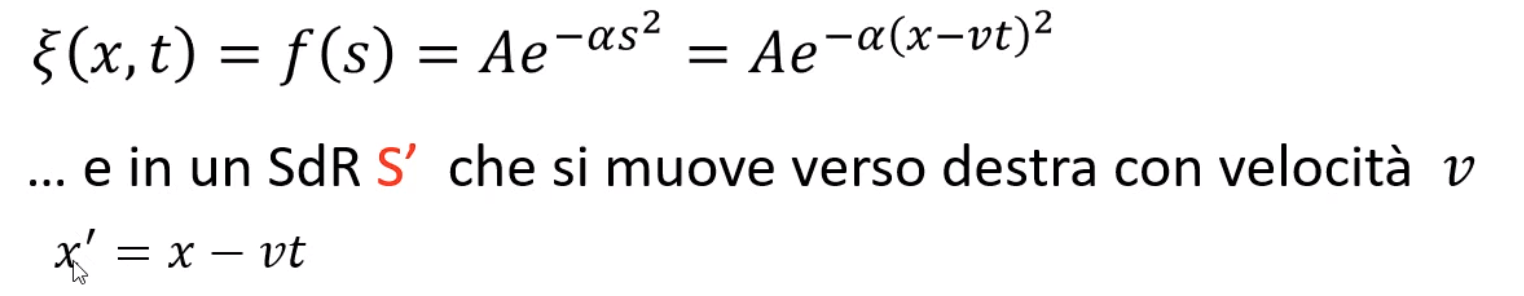 ξ(x, t) = f(s) = Ae^{−αs²} = Ae^{−α(x−vt)²}
... e in un SdR S’ che si muove verso destra con velocità v
x′ = x − vt